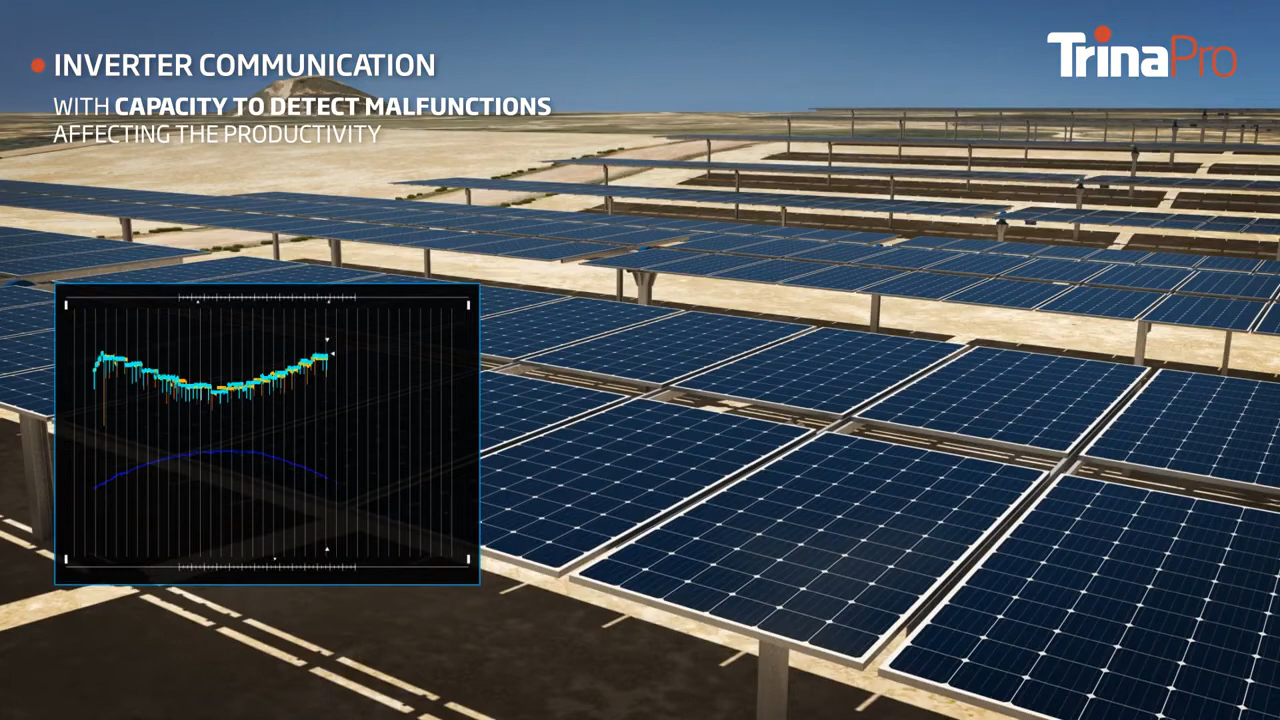 INVERTER COMMUNICATION
WITH CAPACITY TO DETECT MALFUNCTIONS
AFFECTING THE PRODUCTIVITY
TrinaPro